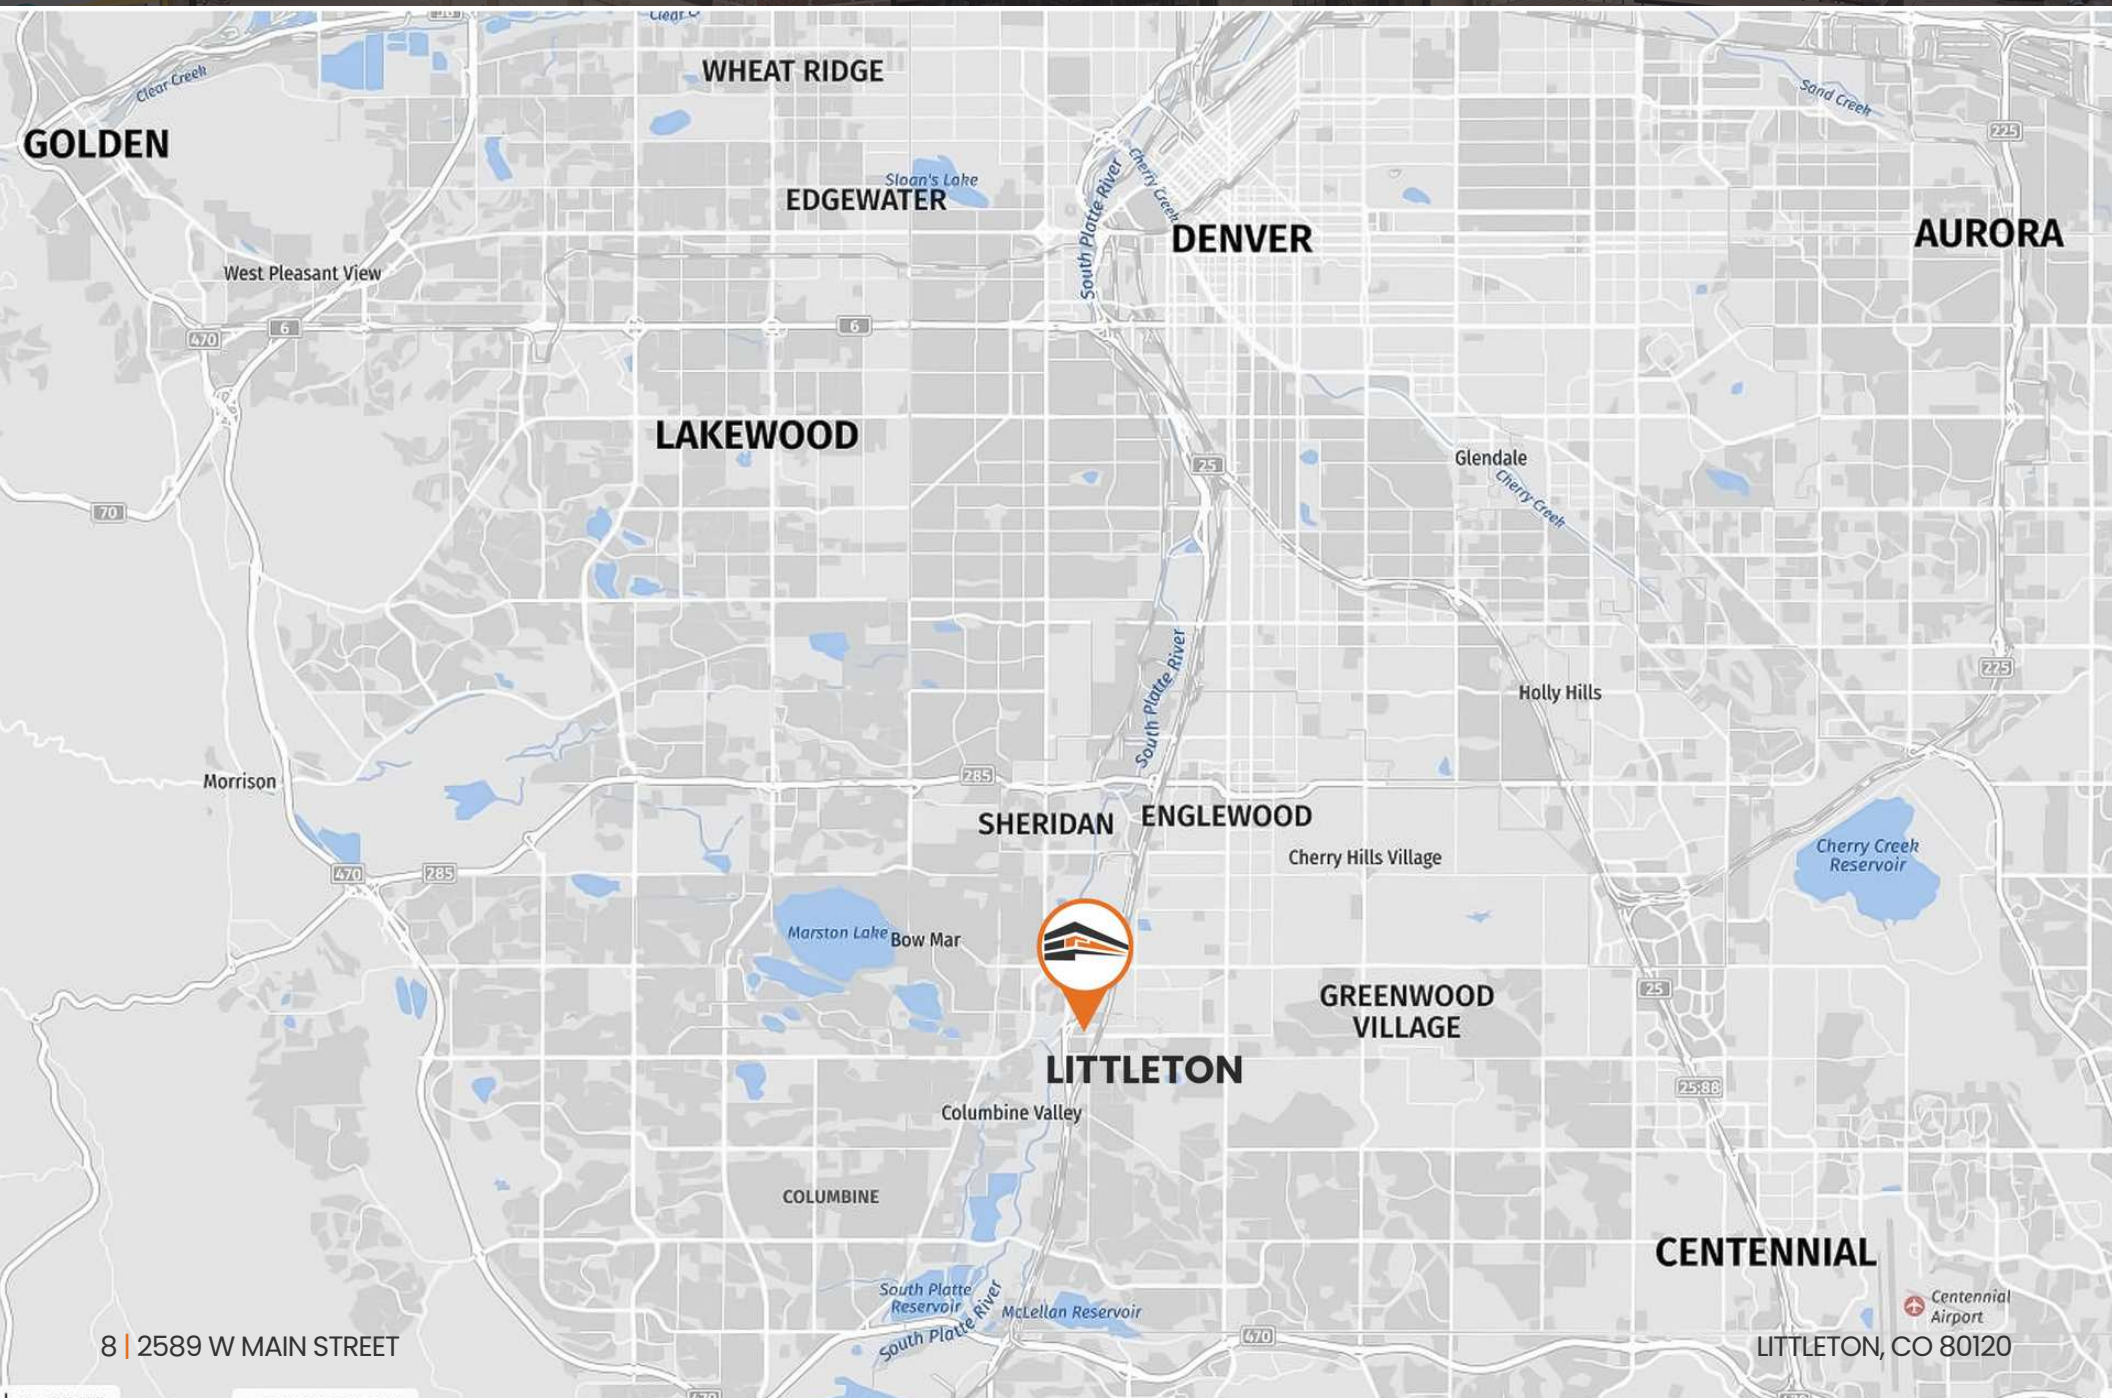 Clear Creek
WHEAT RIDGE
GOLDEN
Sand Creek
225
Sloan's Lake
EDGEWATER
South Platte River
Cherry Creek
DENVER
AURORA
West Pleasant View
470
6
6
LAKEWOOD
25
Glendale
Cherry Creek
70
South Platte River
225
Holly Hills
Morrison
285
SHERIDAN
ENGLEWOOD
Cherry Hills Village
Cherry Creek
Reservoir
470
285
Marston Lake
Bow Mar
25
GREENWOOD
VILLAGE
LITTLETON
25;88
Columbine Valley
COLUMBINE
CENTENNIAL
South Platte
Reservoir
South Platte River
McLellan Reservoir
Centennial
Airport
470
8 | 2589 W MAIN STREET
LITTLETON, CO 80120